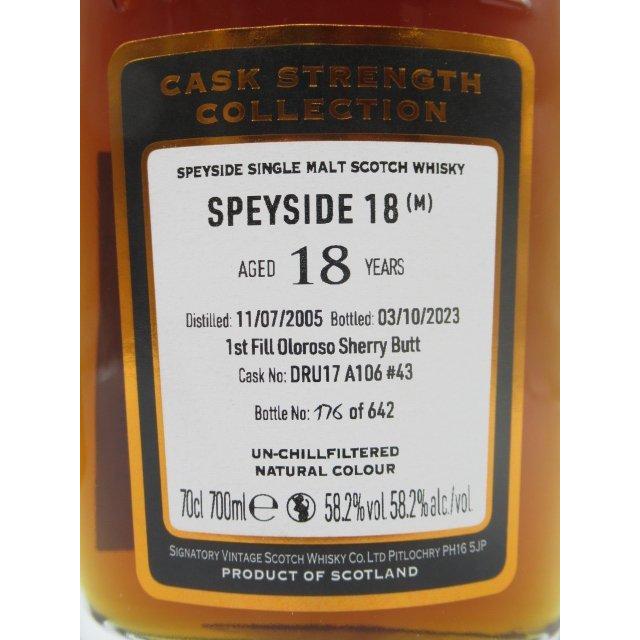 CASK STRENGTH
COLLECTION
SPEYSIDE SINGLE MALT SCOTCH WHISKY
SPEYSIDE 18 (M)
AGED 18 YEARS
Distilled: 11/07/2005 Bottled: 03/10/2023
1st Fill Oloroso Sherry Butt
Cask No: DRU17 A106 #43
Bottle No: 176 of 642
UN-CHILLFILTERED
NATURAL COLOUR
70cl 700ml e 58.2%vol 58.2%alc./vol
SIGNATORY VINTAGE SCOTCH WHISKY CO. LTD PITLOCHRY PH16 5JP
PRODUCT OF SCOTLAND